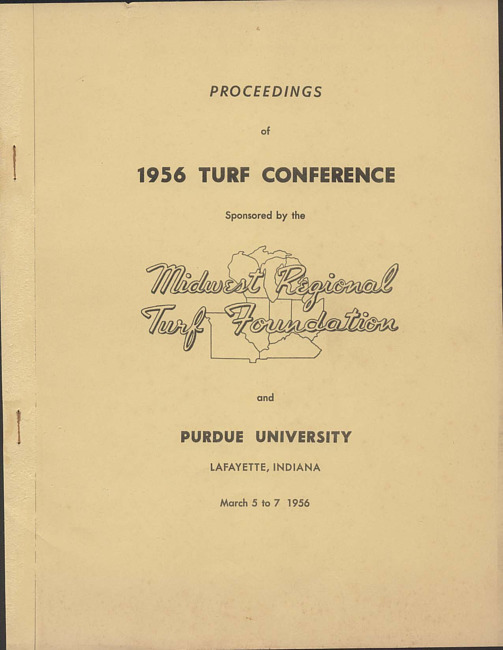 PROCEEDINGS
of
1956 TURF CONFERENCE
Sponsored by the
Midwest Regional
Turf Foundation
and
PURDUE UNIVERSITY
LAFAYETTE, INDIANA
March 5 to 7 1956